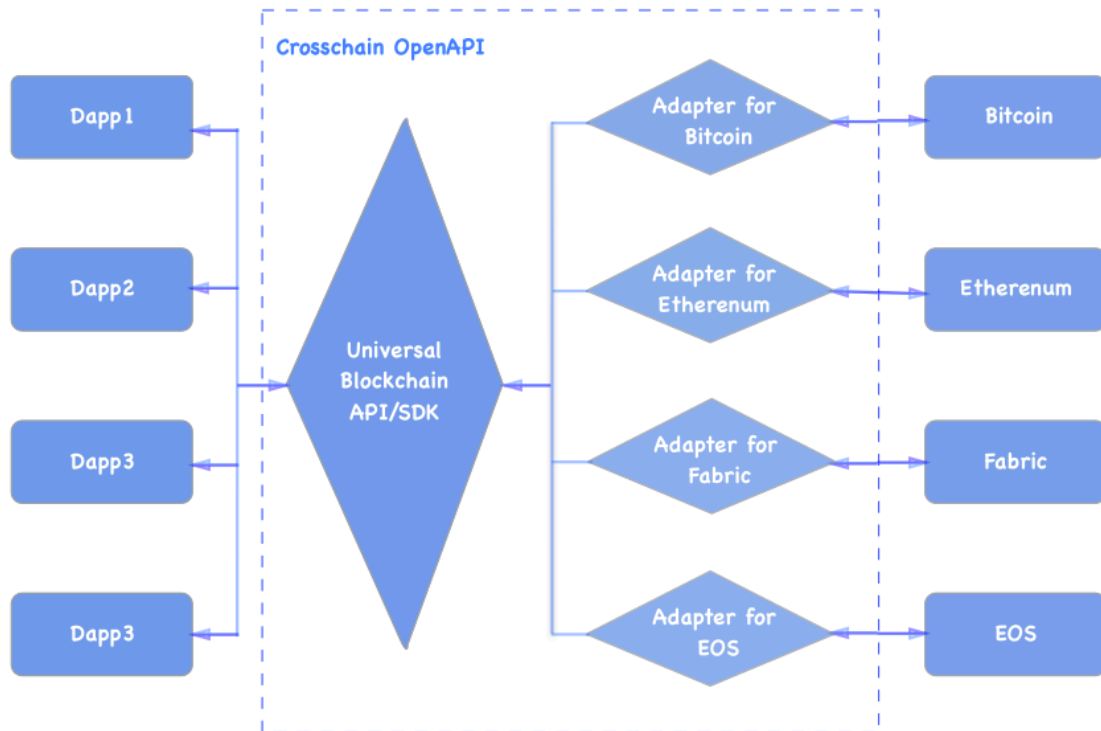 Crosschain OpenAPI
Dapp1
Dapp2
Dapp3
Dapp3
Universal
Blockchain
API/SDK
Adapter for
Bitcoin
Adapter for
Etherenum
Adapter for
Fabric
Adapter for
EOS
Bitcoin
Etherenum
Fabric
EOS